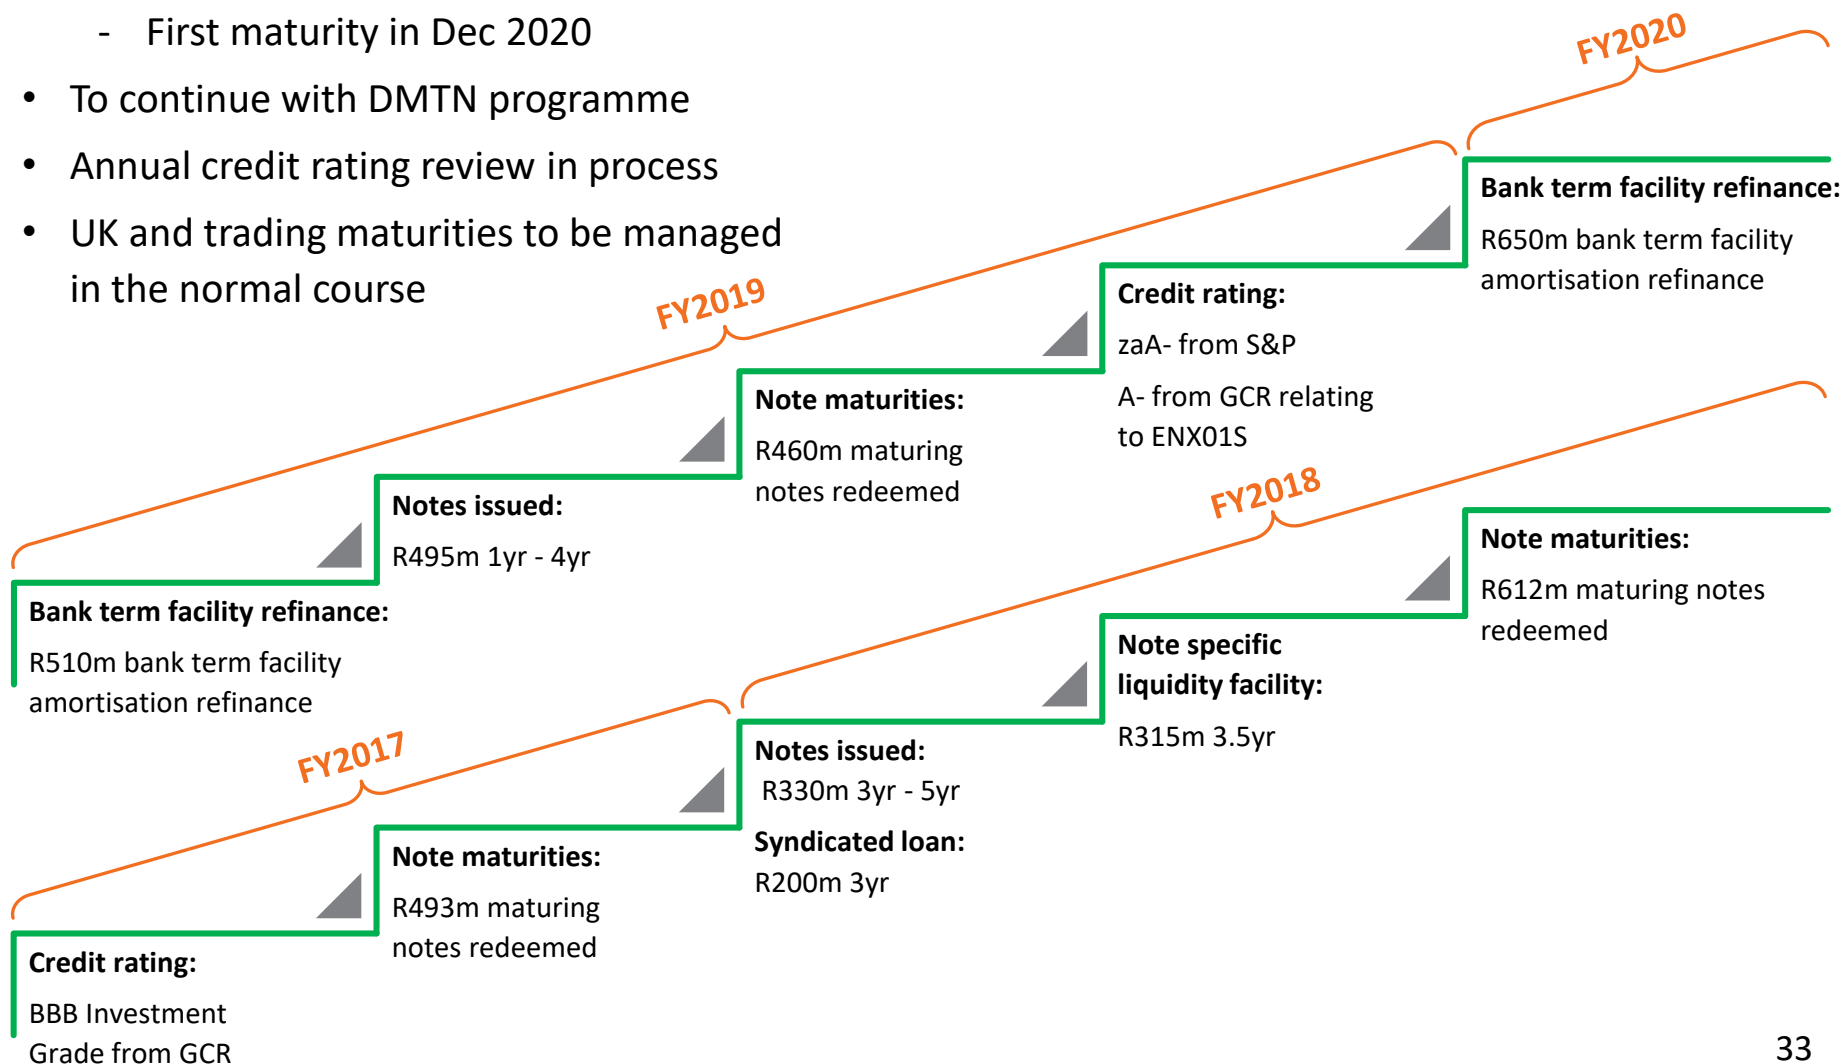 - First maturity in Dec 2020
• To continue with DMTN programme
• Annual credit rating review in process
• UK and trading maturities to be managed
in the normal course
FY2020
Bank term facility refinance:
R650m bank term facility
amortisation refinance
FY2019
Credit rating:
zaA- from S&P
A- from GCR relating
to ENX01S
Note maturities:
R460m maturing
notes redeemed
Notes issued:
R495m 1yr - 4yr
Bank term facility refinance:
R510m bank term facility
amortisation refinance
FY2018
Note maturities:
R612m maturing notes
redeemed
Note specific
liquidity facility:
R315m 3.5yr
Notes issued:
R330m 3yr - 5yr
Syndicated loan:
R200m 3yr
FY2017
Note maturities:
R493m maturing
notes redeemed
Credit rating:
BBB Investment
Grade from GCR
33